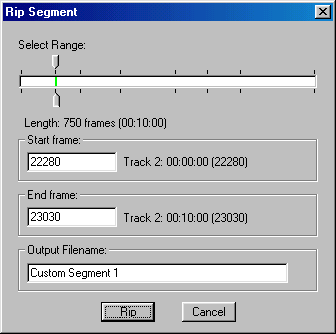 Rip Segment
Select Range:
Length: 750 frames (00:10:00)
Start frame:
22280 Track 2: 00:00:00 (22280)
End frame:
23030 Track 2: 00:10:00 (23030)
Output Filename:
Custom Segment 1
Rip Cancel